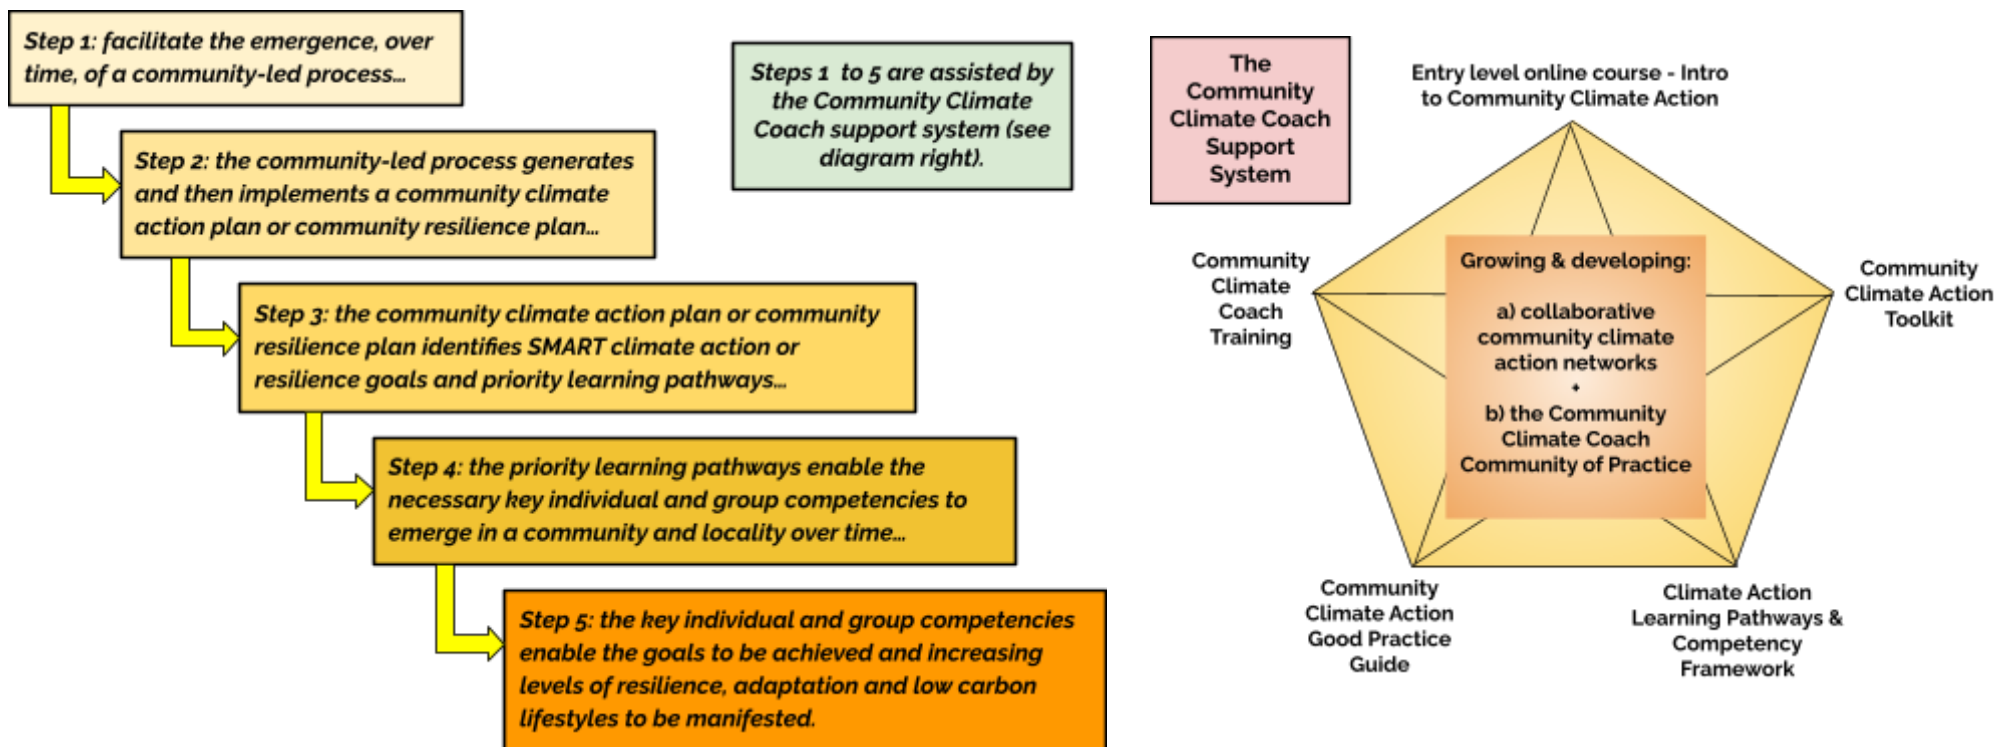 Step 1: facilitate the emergence, over
time, of a community-led process...
Step 2: the community-led process generates
and then implements a community climate
action plan or community resilience plan...
Step 3: the community climate action plan or community
resilience plan identifies SMART climate action or
resilience goals and priority learning pathways...
Step 4: the priority learning pathways enable the
necessary key individual and group competencies to
emerge in a community and locality over time...
Step 5: the key individual and group competencies
enable the goals to be achieved and increasing
levels of resilience, adaptation and low carbon
lifestyles to be manifested.
Steps 1 to 5 are assisted by
the Community Climate
Coach support system (see
diagram right).
The
Community
Climate Coach
Support
System
Entry level online course - Intro
to Community Climate Action
Community
Climate
Coach
Training
Community
Climate Action
Toolkit
Growing & developing:
a) collaborative
community climate
action networks
+
b) the Community
Climate Coach
Community of Practice
Community
Climate Action
Good Practice
Guide
Climate Action
Learning Pathways &
Competency
Framework